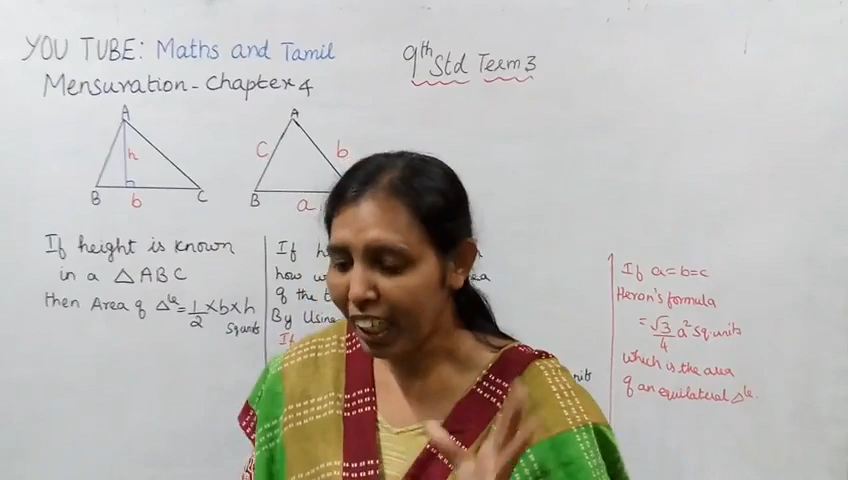 YOU TUBE: Maths and Tamil
9th Std Term 3
Mensuration - Chapter 4
A
h
B b C
A
C b
B a
If height is known
in a △ ABC
then Area of △le = 1/2 × b × h
Sq units
If
how
of the
By Using
If
If a=b=c
Heron's formula
= √3/4 a² Sq.units
which is the area
of an equilateral △le.